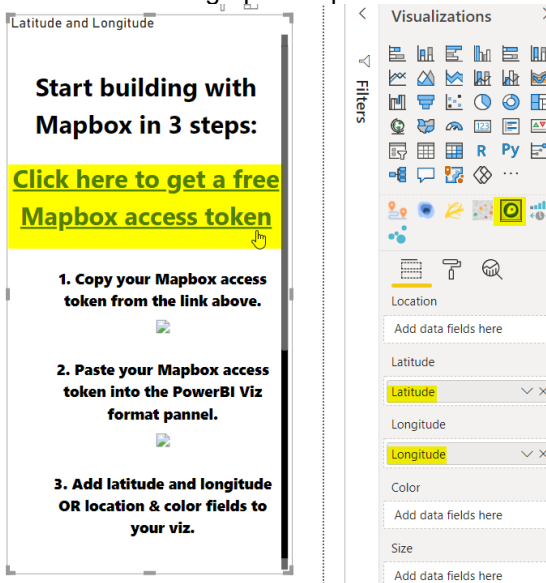 Latitude and Longitude
Start building with
Mapbox in 3 steps:
Click here to get a free
Mapbox access token
1. Copy your Mapbox access
token from the link above.
2. Paste your Mapbox access
token into the PowerBI Viz
format pannel.
3. Add latitude and longitude
OR location & color fields to
your viz.
Filters
Visualizations
123
R
Py
Location
Add data fields here
Latitude
Latitude
Longitude
Longitude
Color
Add data fields here
Size
Add data fields here